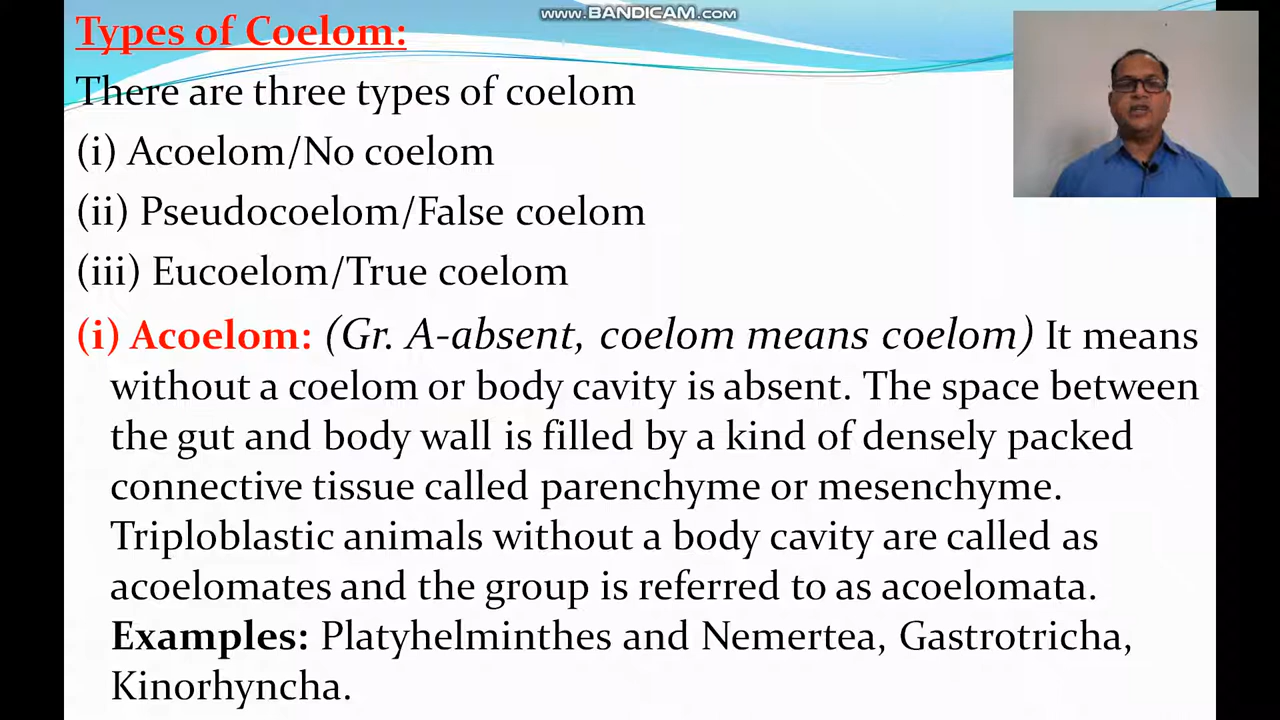 www.BANDICAM.com
Types of Coelom:
There are three types of coelom
(i) Acoelom/No coelom
(ii) Pseudocoelom/False coelom
(iii) Eucoelom/True coelom
(i) Acoelom: (Gr. A-absent, coelom means coelom) It means
without a coelom or body cavity is absent. The space between
the gut and body wall is filled by a kind of densely packed
connective tissue called parenchyme or mesenchyme.
Triploblastic animals without a body cavity are called as
acoelomates and the group is referred to as acoelomata.
Examples: Platyhelminthes and Nemertea, Gastrotricha,
Kinorhyncha.